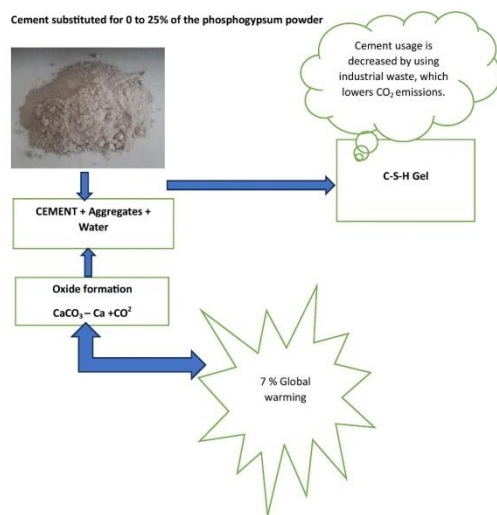 Cement substituted for 0 to 25% of the phosphogypsum powder
Cement usage is
decreased by using
industrial waste, which
lowers CO₂ emissions.
C-S-H Gel
CEMENT + Aggregates +
Water
Oxide formation
CaCO₃ – Ca +CO²
7 % Global
warming